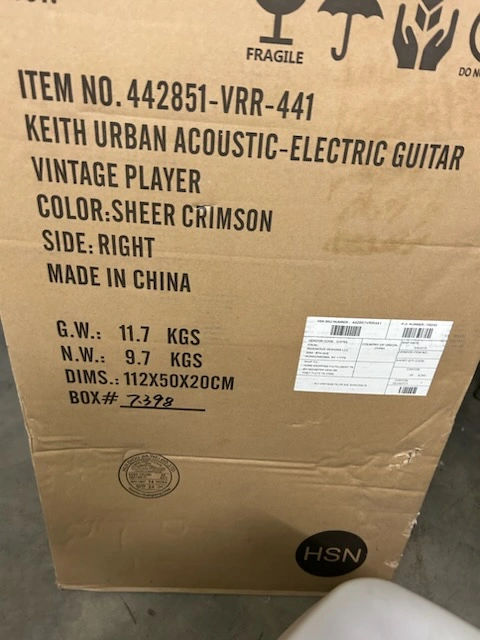 FRAGILE
DO
ITEM NO. 442851-VRR-441
KEITH URBAN ACOUSTIC-ELECTRIC GUITAR
VINTAGE PLAYER
COLOR:SHEER CRIMSON
SIDE: RIGHT
MADE IN CHINA
G.W.: 11.7 KGS
N.W.: 9.7 KGS
DIMS.: 112X50X20CM
BOX# 7398
HSN